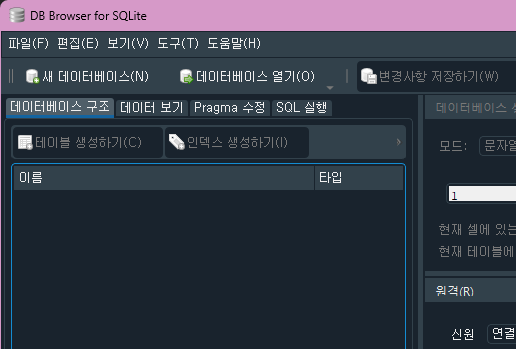 DB Browser for SQLite
파일(F) 편집(E) 보기(V) 도구(T) 도움말(H)
새 데이터베이스(N) 데이터베이스 열기(O) 변경사항 저장하기(W)
데이터베이스 구조 데이터 보기 Pragma 수정 SQL 실행
데이터베이스
테이블 생성하기(C) 인덱스 생성하기(I)
모드: 문자열
이름 타입
1
현재 셀에 있는
현재 테이블에
원격(R)
신원 연결